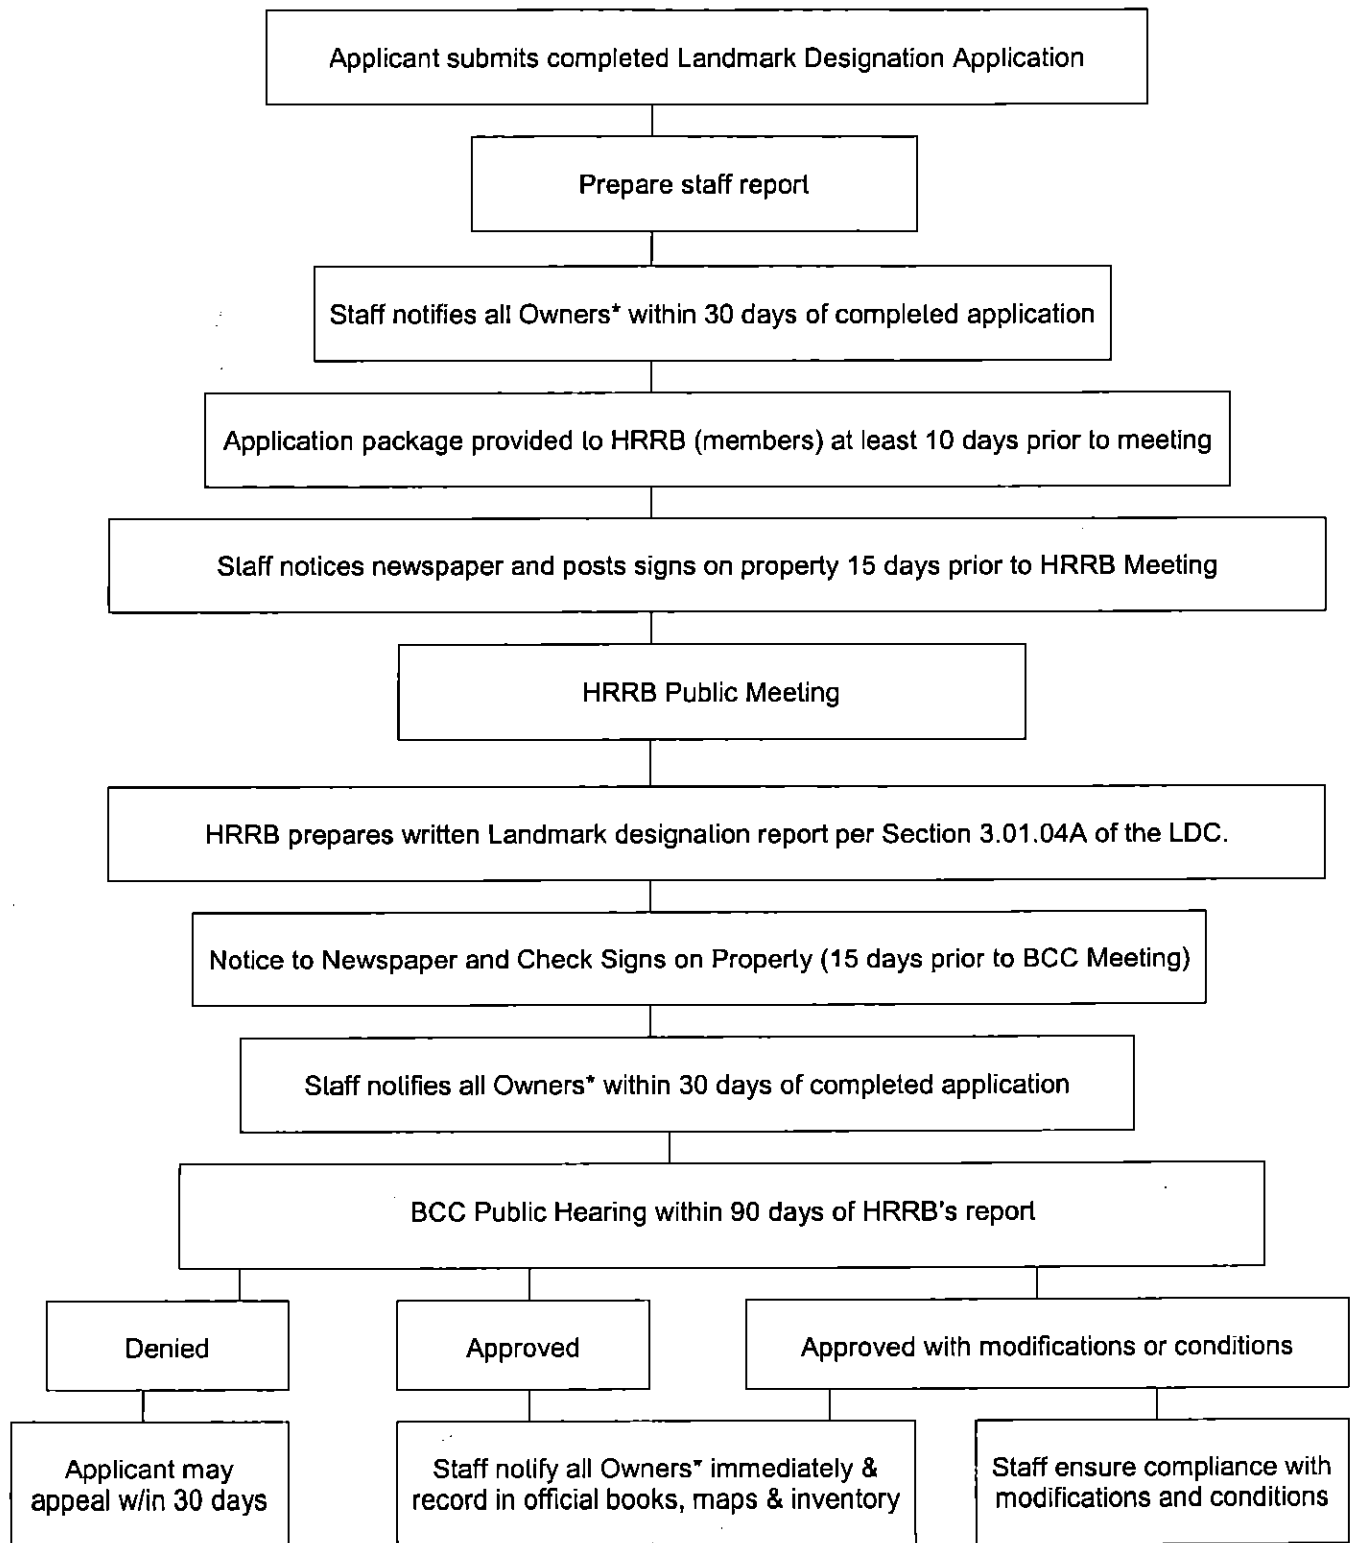 Applicant submits completed Landmark Designation Application
Prepare staff report
Staff notifies all Owners* within 30 days of completed application
Application package provided to HRRB (members) at least 10 days prior to meeting
Staff notices newspaper and posts signs on property 15 days prior to HRRB Meeting
HRRB Public Meeting
HRRB prepares written Landmark designation report per Section 3.01.04A of the LDC.
Notice to Newspaper and Check Signs on Property (15 days prior to BCC Meeting)
Staff notifies all Owners* within 30 days of completed application
BCC Public Hearing within 90 days of HRRB's report
Denied
Approved
Approved with modifications or conditions
Applicant may
appeal w/in 30 days
Staff notify all Owners* immediately &
record in official books, maps & inventory
Staff ensure compliance with
modifications and conditions